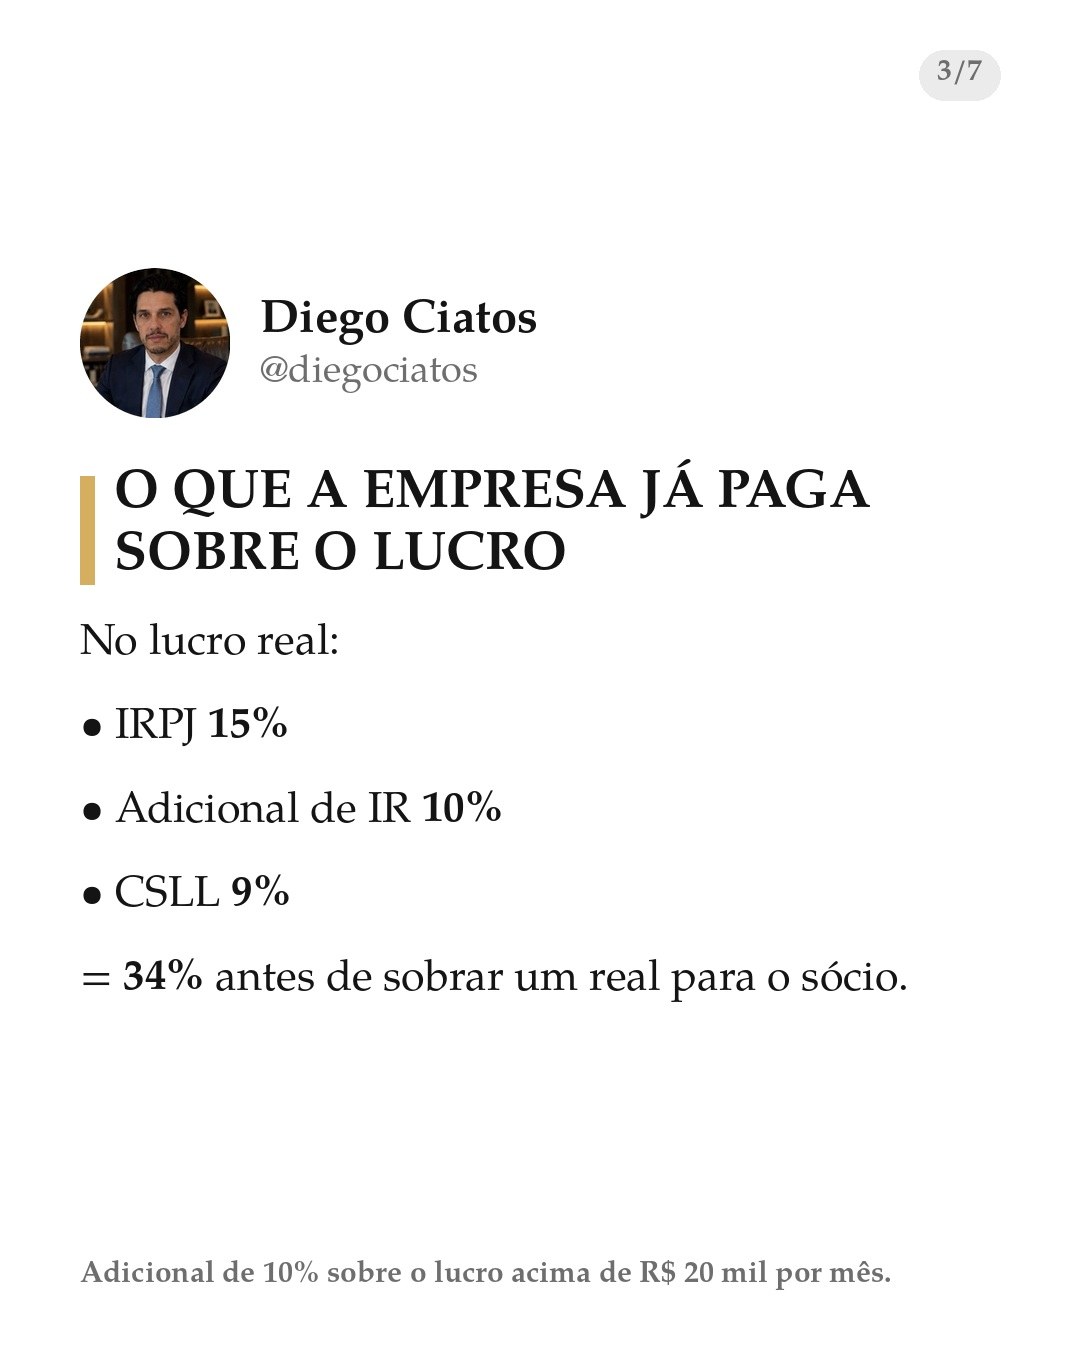 3/7
Diego Ciatos
@diegociatos
O QUE A EMPRESA JÁ PAGA
SOBRE O LUCRO
No lucro real:
● IRPJ 15%
● Adicional de IR 10%
● CSLL 9%
= 34% antes de sobrar um real para o sócio.
Adicional de 10% sobre o lucro acima de R$ 20 mil por mês.